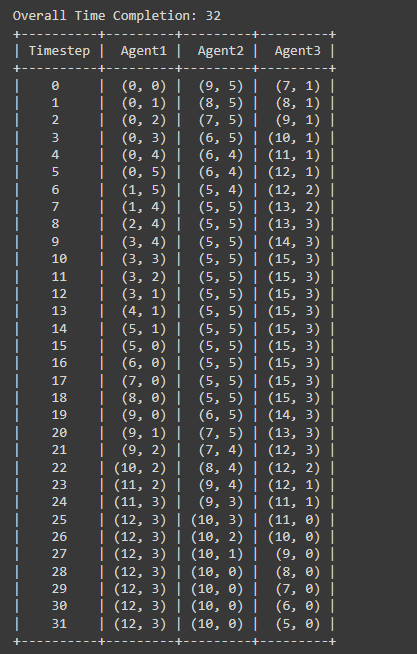 Overall Time Completion: 32
+----------+---------+---------+---------+
| Timestep |  Agent1 |  Agent2 |  Agent3 |
+----------+---------+---------+---------+
|    0     |  (0, 0) |  (9, 5) |  (7, 1) |
|    1     |  (0, 1) |  (8, 5) |  (8, 1) |
|    2     |  (0, 2) |  (7, 5) |  (9, 1) |
|    3     |  (0, 3) |  (6, 5) | (10, 1) |
|    4     |  (0, 4) |  (6, 4) | (11, 1) |
|    5     |  (0, 5) |  (6, 4) | (12, 1) |
|    6     |  (1, 5) |  (5, 4) | (12, 2) |
|    7     |  (1, 4) |  (5, 5) | (13, 2) |
|    8     |  (2, 4) |  (5, 5) | (13, 3) |
|    9     |  (3, 4) |  (5, 5) | (14, 3) |
|    10    |  (3, 3) |  (5, 5) | (15, 3) |
|    11    |  (3, 2) |  (5, 5) | (15, 3) |
|    12    |  (3, 1) |  (5, 5) | (15, 3) |
|    13    |  (4, 1) |  (5, 5) | (15, 3) |
|    14    |  (5, 1) |  (5, 5) | (15, 3) |
|    15    |  (5, 0) |  (5, 5) | (15, 3) |
|    16    |  (6, 0) |  (5, 5) | (15, 3) |
|    17    |  (7, 0) |  (5, 5) | (15, 3) |
|    18    |  (8, 0) |  (5, 5) | (15, 3) |
|    19    |  (9, 0) |  (6, 5) | (14, 3) |
|    20    |  (9, 1) |  (7, 5) | (13, 3) |
|    21    |  (9, 2) |  (7, 4) | (12, 3) |
|    22    | (10, 2) |  (8, 4) | (12, 2) |
|    23    | (11, 2) |  (9, 4) | (12, 1) |
|    24    | (11, 3) |  (9, 3) | (11, 1) |
|    25    | (12, 3) | (10, 3) | (11, 0) |
|    26    | (12, 3) | (10, 2) | (10, 0) |
|    27    | (12, 3) | (10, 1) |  (9, 0) |
|    28    | (12, 3) | (10, 0) |  (8, 0) |
|    29    | (12, 3) | (10, 0) |  (7, 0) |
|    30    | (12, 3) | (10, 0) |  (6, 0) |
|    31    | (12, 3) | (10, 0) |  (5, 0) |
+----------+---------+---------+---------+